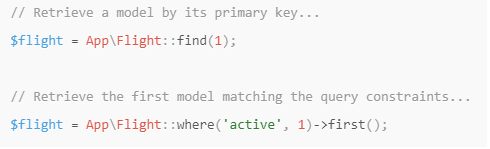 // Retrieve a model by its primary key...
$flight = App\Flight::find(1);
// Retrieve the first model matching the query constraints...
$flight = App\Flight::where('active', 1)->first();